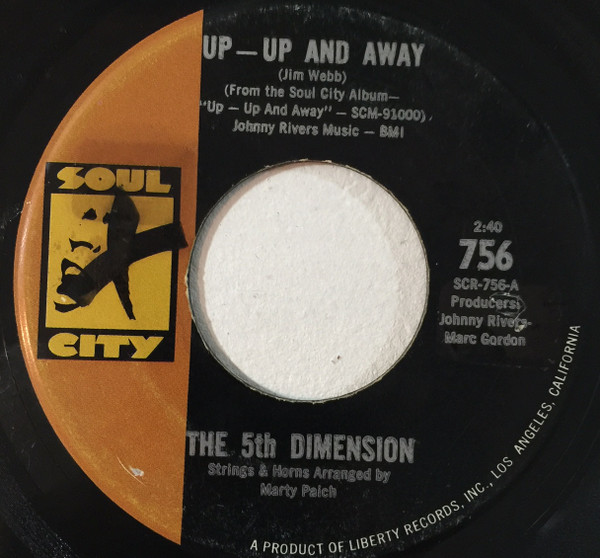 UP — UP AND AWAY
(Jim Webb)
(From the Soul City Album—
"Up — Up And Away" — SCM-91000)
Johnny Rivers Music — BMI
SOUL
CITY
2:40
756
SCR-756-A
Producers:
Johnny Rivers-
Marc Gordon
THE 5th DIMENSION
Strings & Horns Arranged by
Marty Paich
A PRODUCT OF LIBERTY RECORDS, INC., LOS ANGELES, CALIFORNIA